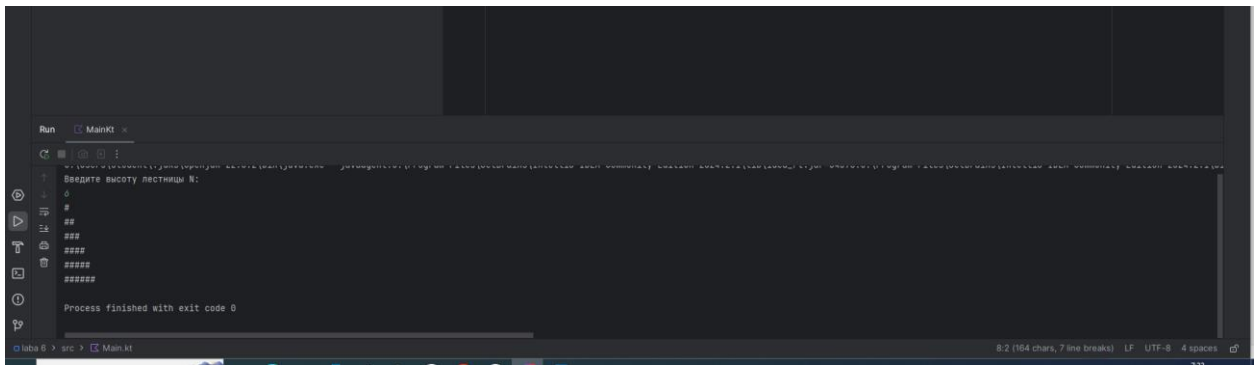 Run MainKt
Введите высоту лестницы N:
6
#
##
###
####
#####
######
Process finished with exit code 0
laba 6 > src > Main.kt
8:2 (164 chars, 7 line breaks) LF UTF-8 4 spaces